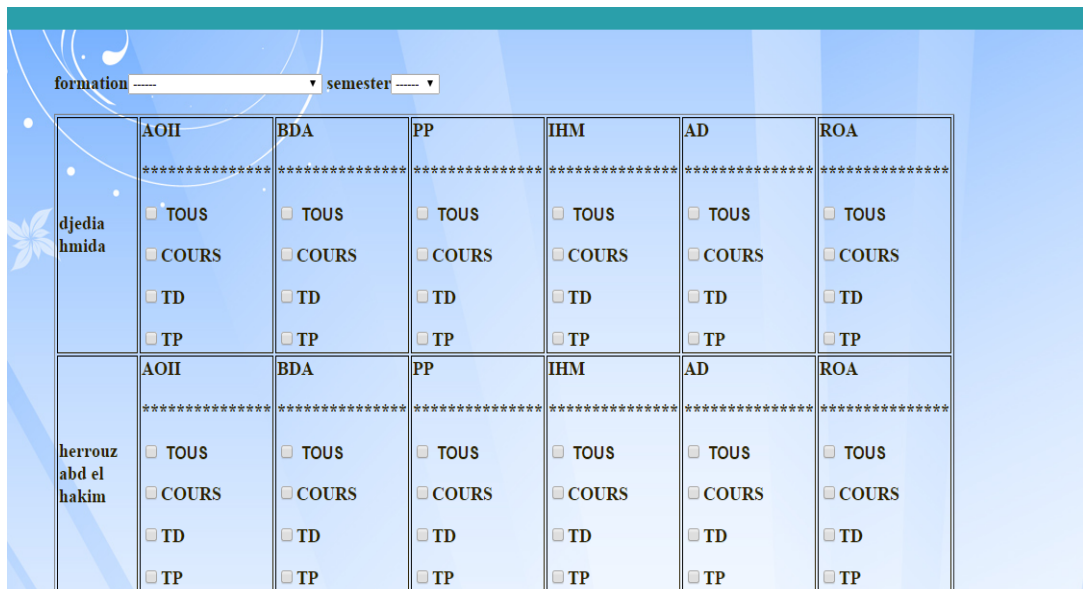 formation ------ semester ------
AOII BDA PP IHM AD ROA
*************** *************** *************** *************** *************** ***************
TOUS TOUS TOUS TOUS TOUS TOUS
djedia
hmida
COURS COURS COURS COURS COURS COURS
TD TD TD TD TD TD
TP TP TP TP TP TP
AOII BDA PP IHM AD ROA
*************** *************** *************** *************** *************** ***************
herrouz
abd el
hakim
TOUS TOUS TOUS TOUS TOUS TOUS
COURS COURS COURS COURS COURS COURS
TD TD TD TD TD TD
TP TP TP TP TP TP